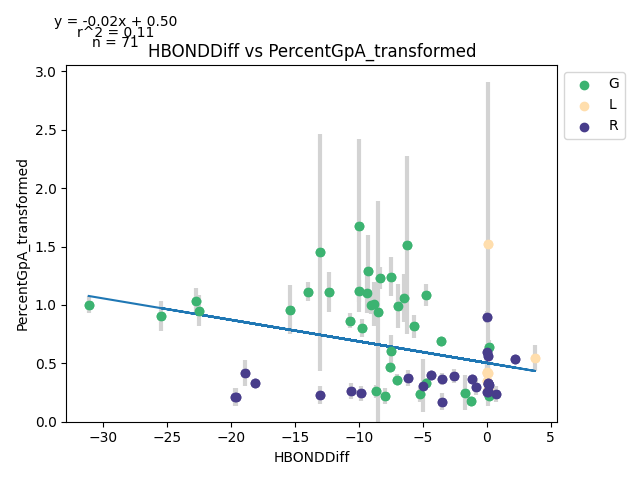 y = -0.02x + 0.50
r^2 = 0.11
n = 71
HBONDDiff vs PercentGpA_transformed
G
L
R
PercentGpA_transformed
3.0
2.5
2.0
1.5
1.0
0.5
0.0
−30
−25
−20
−15
−10
−5
0
5
HBONDDiff